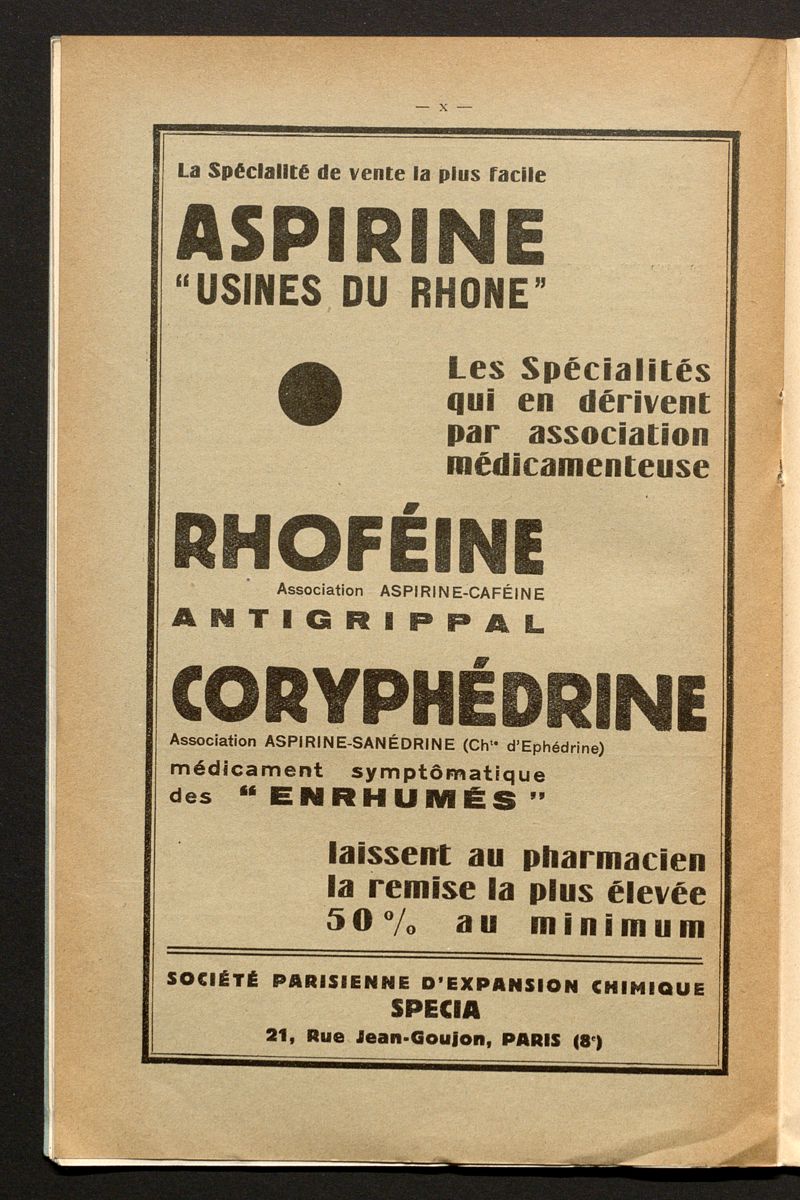 — X —
La Spécialité de vente la plus facile
ASPIRINE
"USINES DU RHONE"
Les Spécialités
qui en dérivent
par association
médicamenteuse
RHOFÉINE
Association ASPIRINE-CAFÉINE
ANTIGRIPPAL
CORYPHÉDRINE
Association ASPIRINE-SANÉDRINE (Chᵗᵉ d'Ephédrine)
médicament symptômatique
des "ENRHUMÉS"
laissent au pharmacien
la remise la plus élevée
50 % au minimum
SOCIÉTÉ PARISIENNE D'EXPANSION CHIMIQUE
SPECIA
21, Rue Jean-Goujon, PARIS (8ᵉ)